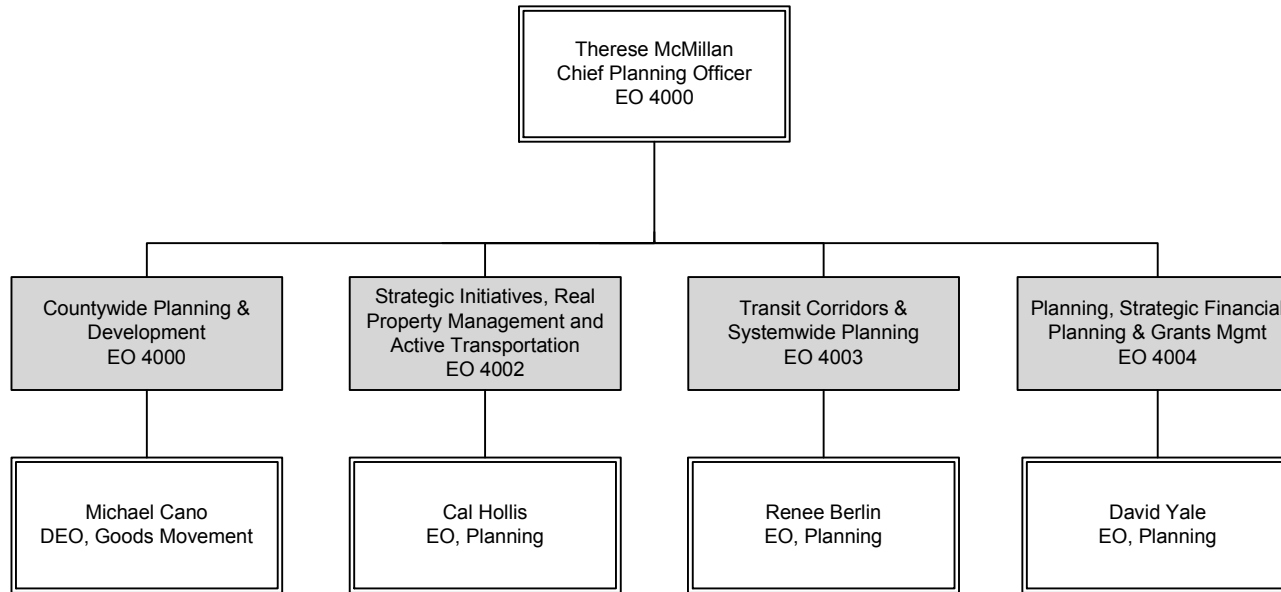 Therese McMillan
Chief Planning Officer
EO 4000
Countywide Planning &
Development
EO 4000
Strategic Initiatives, Real
Property Management and
Active Transportation
EO 4002
Transit Corridors &
Systemwide Planning
EO 4003
Planning, Strategic Financial
Planning & Grants Mgmt
EO 4004
Michael Cano
DEO, Goods Movement
Cal Hollis
EO, Planning
Renee Berlin
EO, Planning
David Yale
EO, Planning